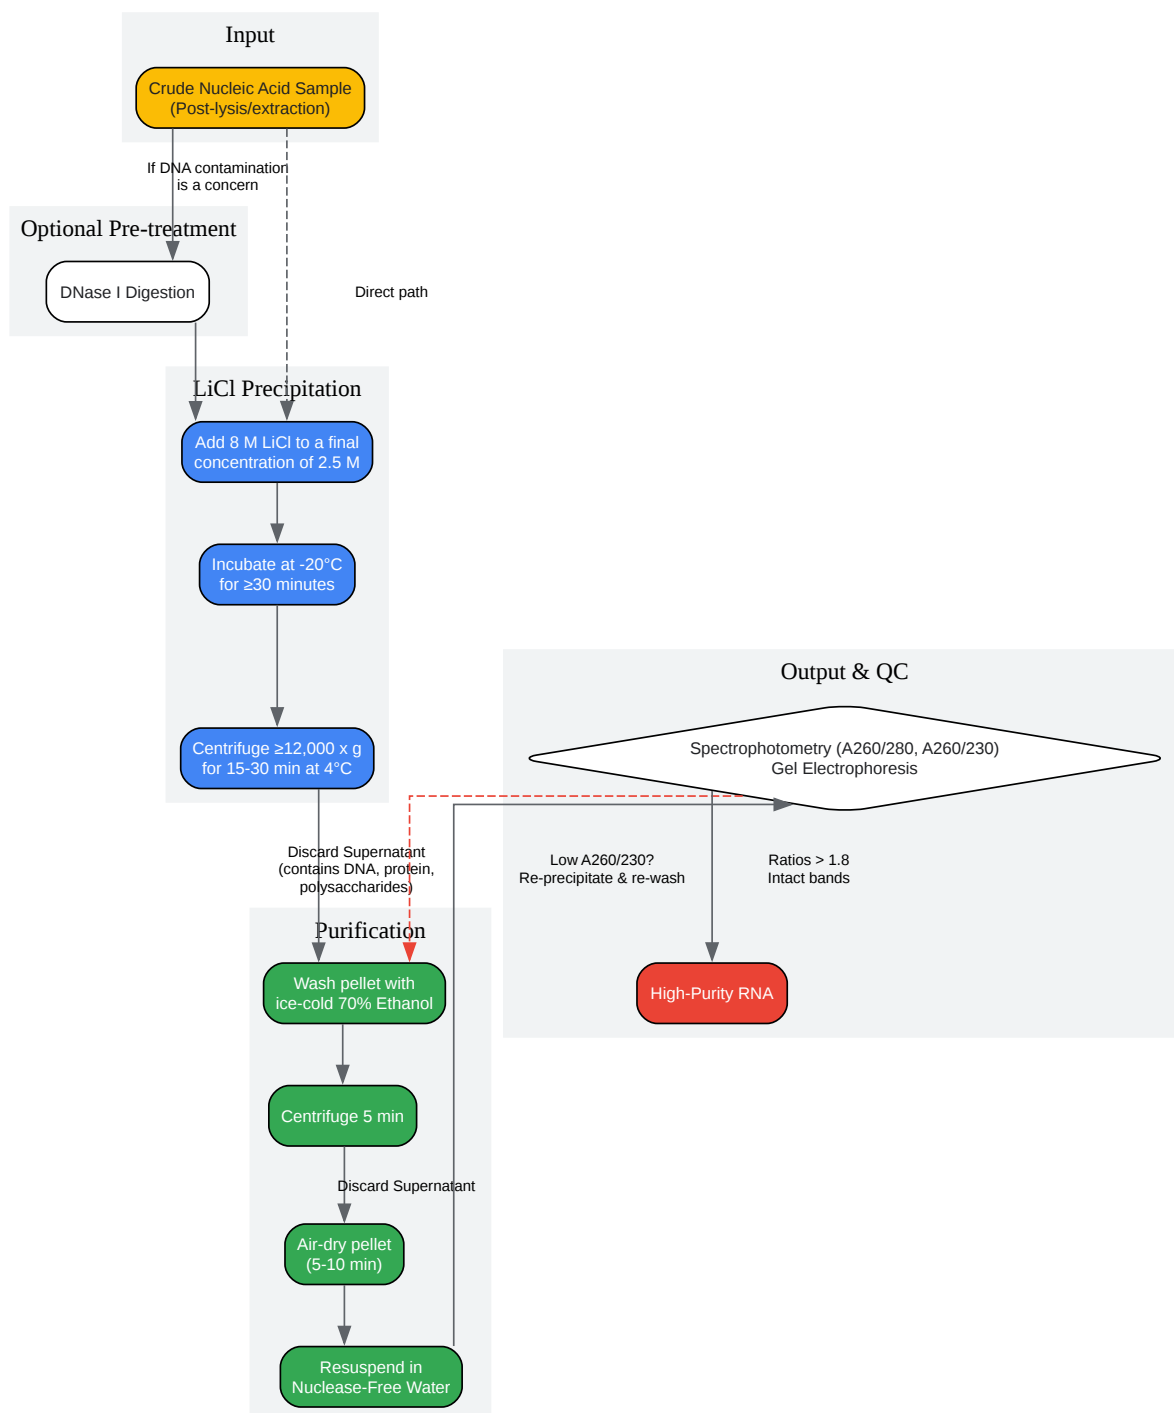 Input
Crude Nucleic Acid Sample
(Post-lysis/extraction)
If DNA contamination
is a concern
Optional Pre-treatment
DNase I Digestion
Direct path
LiCl Precipitation
Add 8 M LiCl to a final
concentration of 2.5 M
Incubate at -20°C
for ≥30 minutes
Centrifuge ≥12,000 x g
for 15-30 min at 4°C
Output & QC
Spectrophotometry (A260/280, A260/230)
Gel Electrophoresis
Discard Supernatant
(contains DNA, protein,
polysaccharides)
Low A260/230?
Re-precipitate & re-wash
Ratios > 1.8
Intact bands
Purification
Wash pellet with
ice-cold 70% Ethanol
High-Purity RNA
Centrifuge 5 min
Discard Supernatant
Air-dry pellet
(5-10 min)
Resuspend in
Nuclease-Free Water